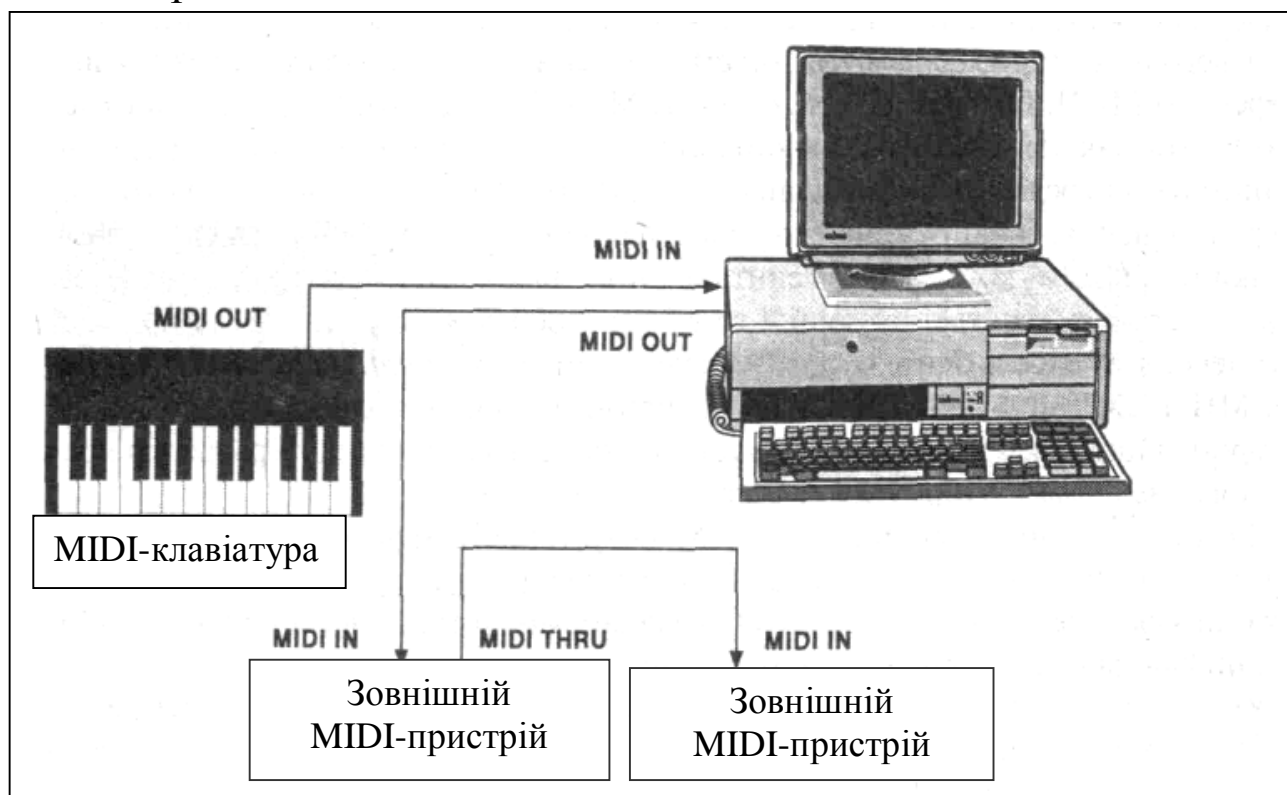 MIDI IN
MIDI OUT
MIDI OUT
MIDI-клавіатура
MIDI IN
MIDI THRU
MIDI IN
Зовнішній
MIDI-пристрій
Зовнішній
MIDI-пристрій